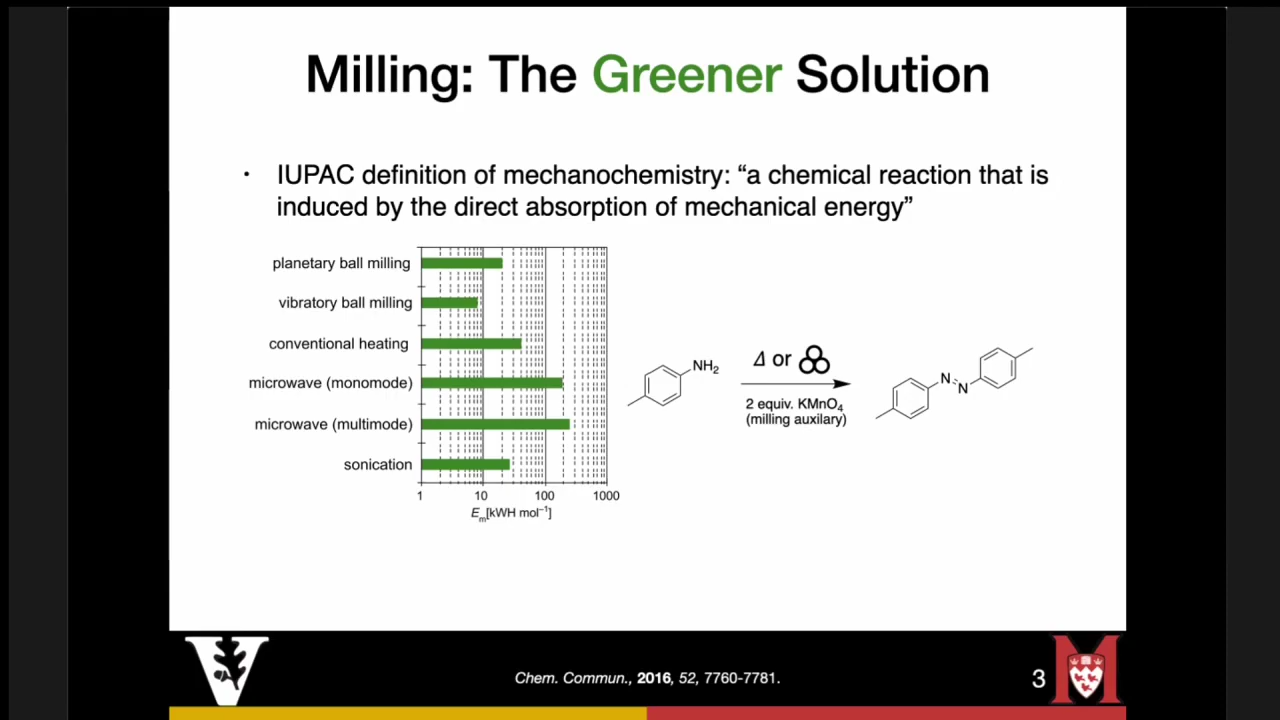 Milling: The Greener Solution
• IUPAC definition of mechanochemistry: “a chemical reaction that is
induced by the direct absorption of mechanical energy”
planetary ball milling
vibratory ball milling
conventional heating
microwave (monomode)
microwave (multimode)
sonication
1 10 100 1000
Em[kWH mol⁻¹]
NH₂
Δ or
2 equiv. KMnO₄
(milling auxilary)
N
N
V
Chem. Commun., 2016, 52, 7760-7781.
3
M